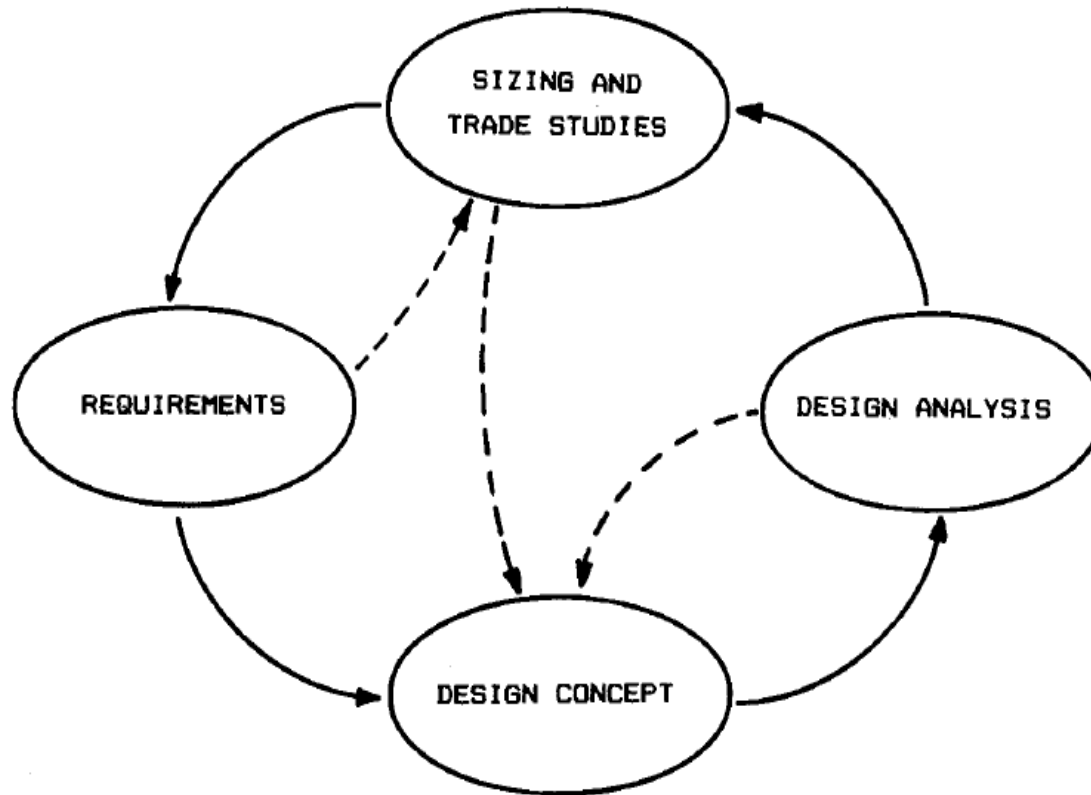 SIZING AND
TRADE STUDIES
REQUIREMENTS
DESIGN ANALYSIS
DESIGN CONCEPT